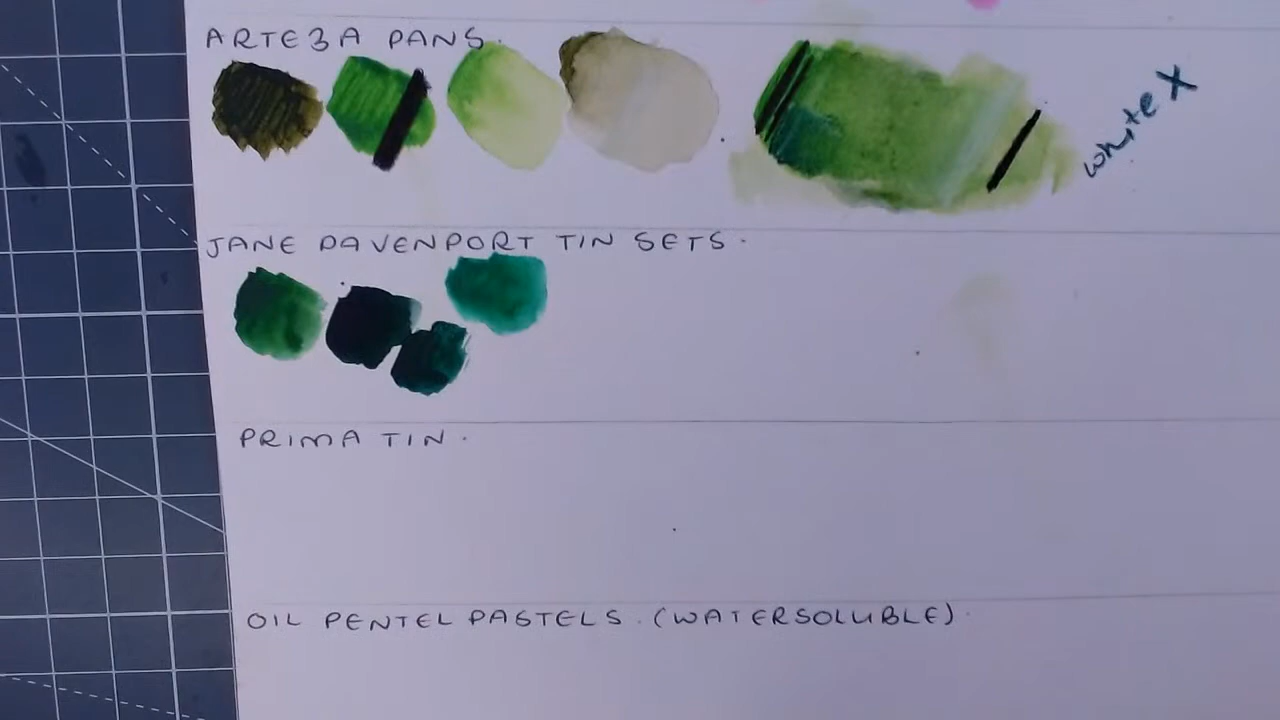 ARTEZA PANS.
white X
JANE DAVENPORT TIN SETS.
PRIMA TIN.
OIL PENTEL PASTELS. (WATERSOLUBLE).